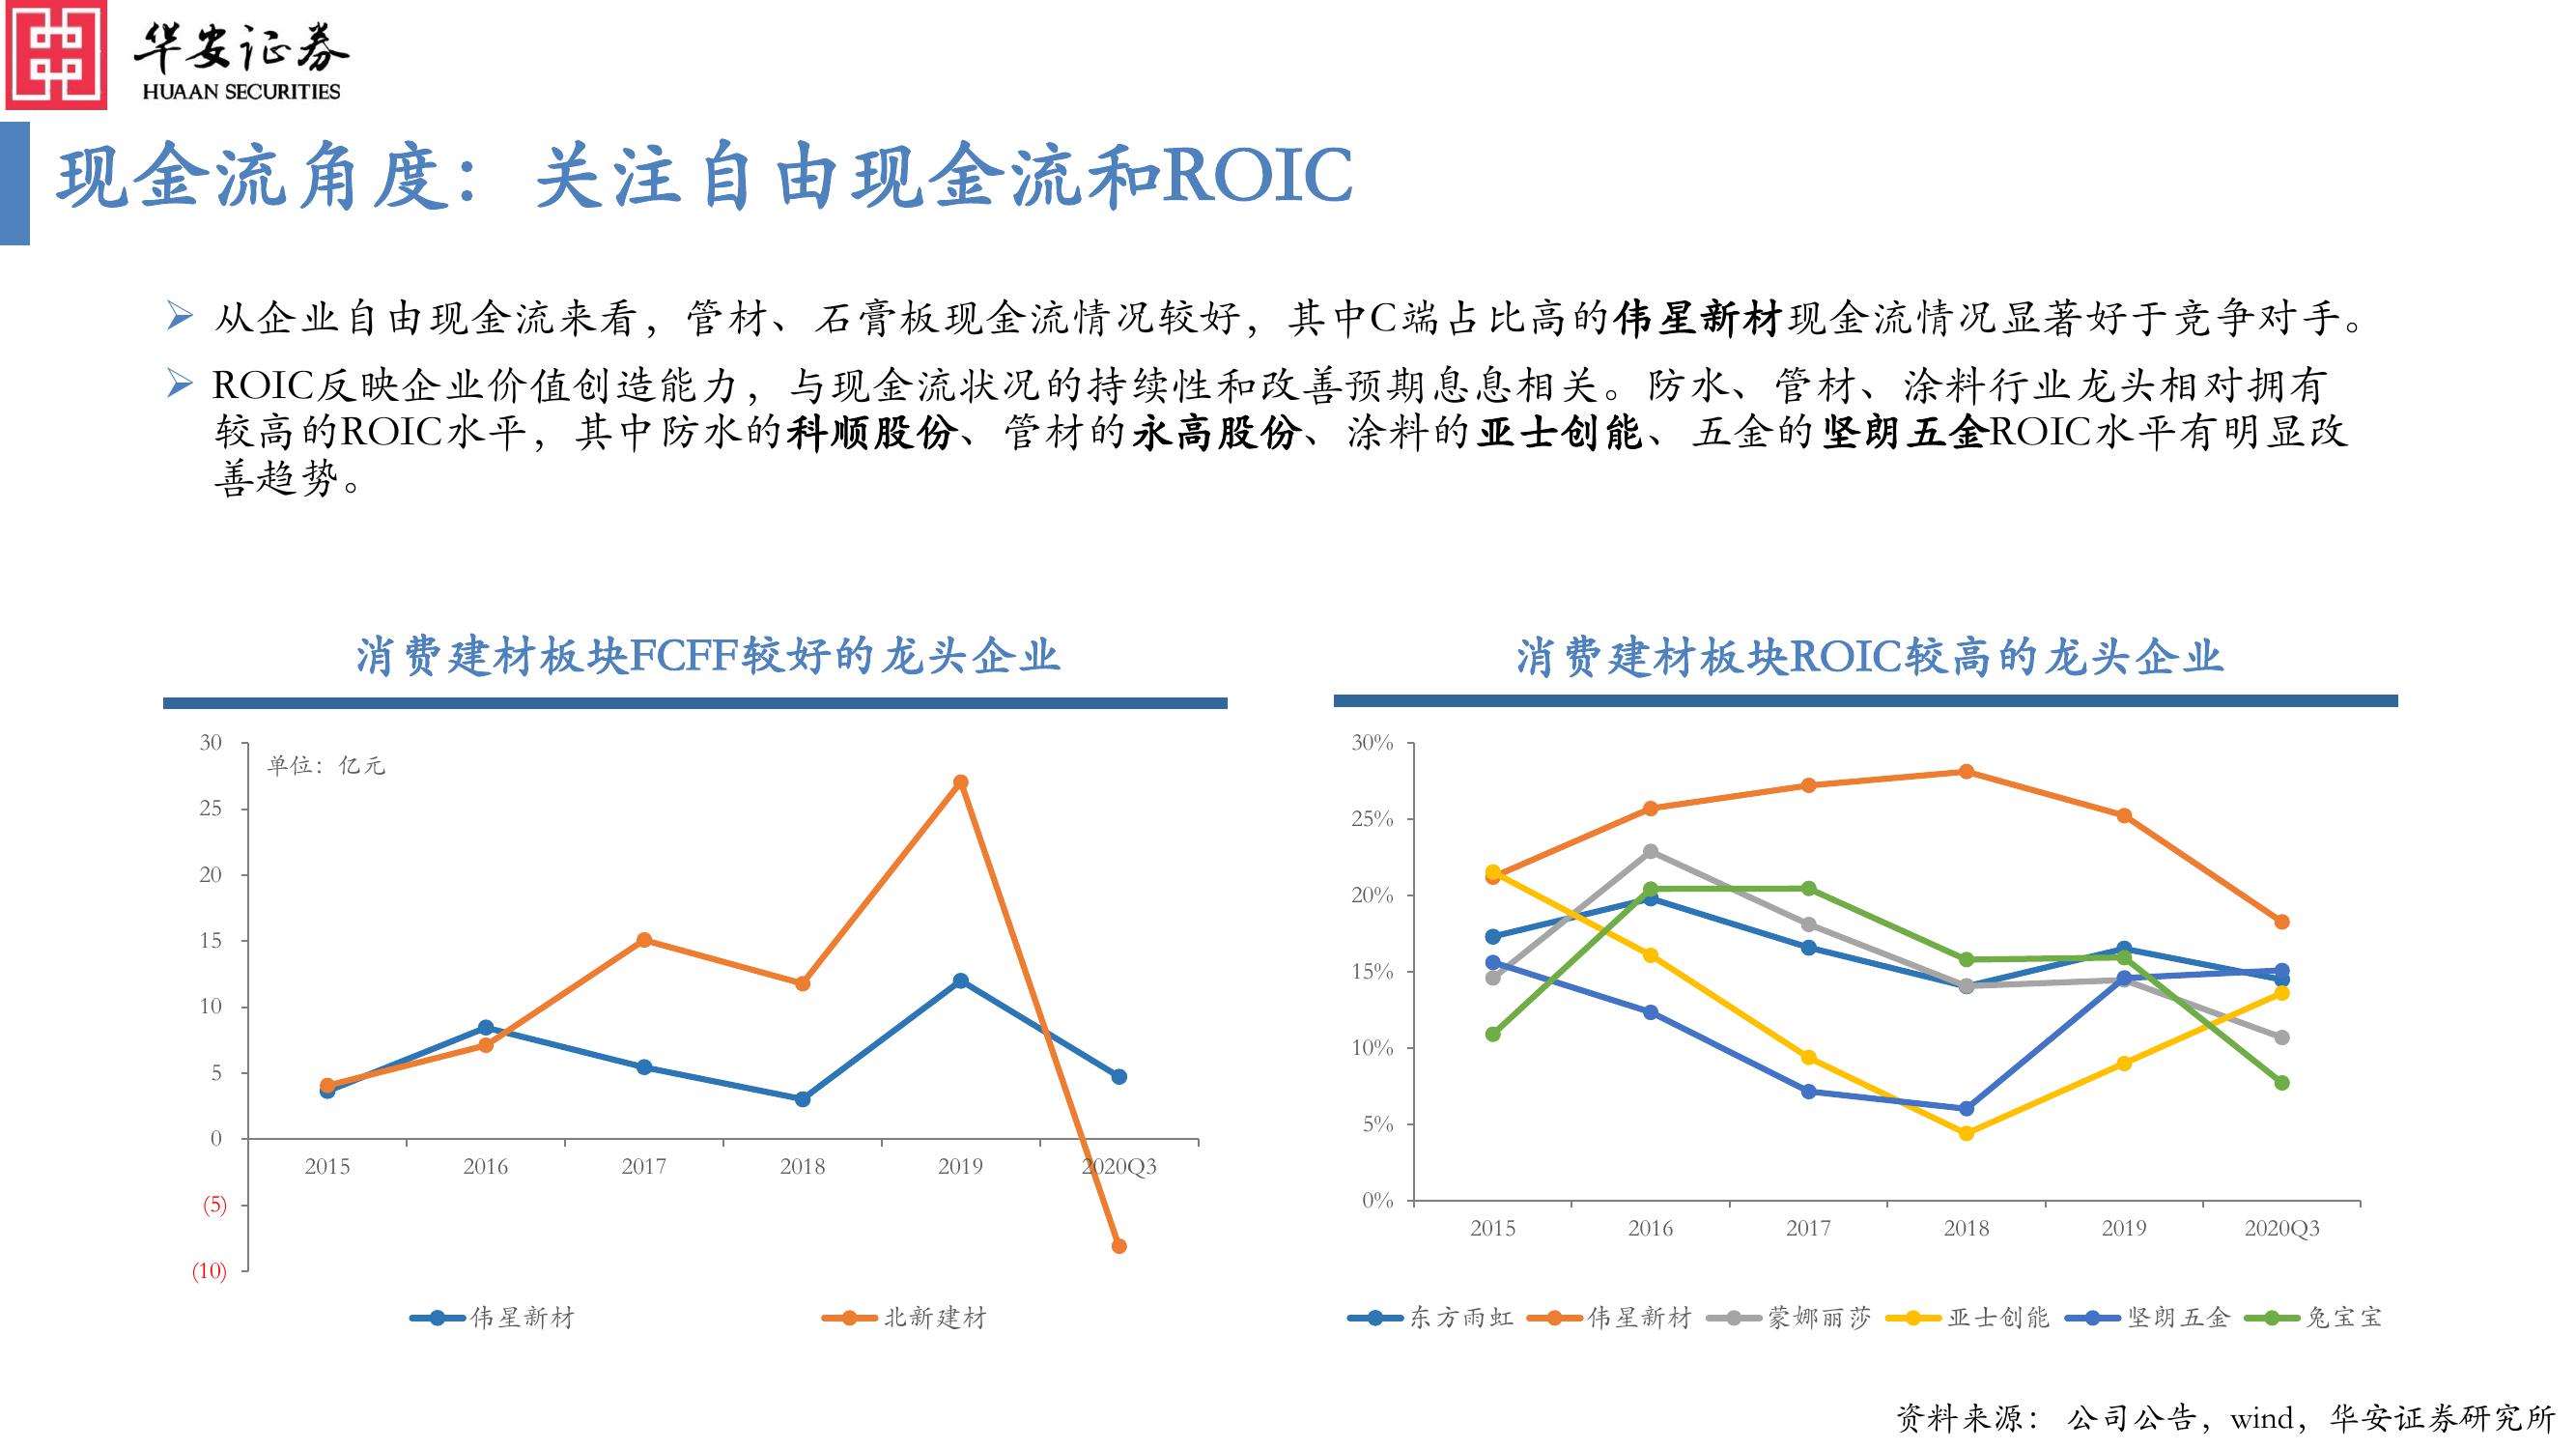 华安证券
HUAAN SECURITIES
现金流角度：关注自由现金流和ROIC
从企业自由现金流来看，管材、石膏板现金流情况较好，其中C端占比高的伟星新材现金流情况显著好于竞争对手。
ROIC反映企业价值创造能力，与现金流状况的持续性和改善预期息息相关。防水、管材、涂料行业龙头相对拥有
较高的ROIC水平，其中防水的科顺股份、管材的永高股份、涂料的亚士创能、五金的坚朗五金ROIC水平有明显改
善趋势。
消费建材板块FCFF较好的龙头企业
单位：亿元
30
25
20
15
10
5
0
(5)
(10)
2015 2016 2017 2018 2019 2020Q3
伟星新材 北新建材
消费建材板块ROIC较高的龙头企业
30%
25%
20%
15%
10%
5%
0%
2015 2016 2017 2018 2019 2020Q3
东方雨虹 伟星新材 蒙娜丽莎 亚士创能 坚朗五金 兔宝宝
资料来源： 公司公告，wind，华安证券研究所